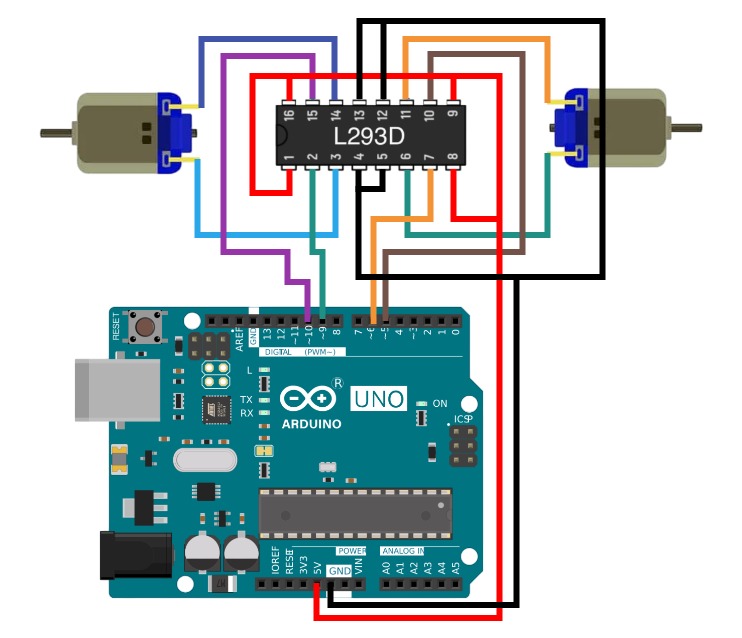 16 15 14 13 12 11 10 9
L293D
1 2 3 4 5 6 7 8
RESET
AREF
GND
13
12
~11
~10
~9
8
7
~6
~5
4
~3
2
1
0
DIGITAL (PWM~)
L
TX
RX
®
UNO
ARDUINO
ON
ICSP
IOREF
RESET
3V3
5V
GND
VIN
POWER
ANALOG IN
A0
A1
A2
A3
A4
A5